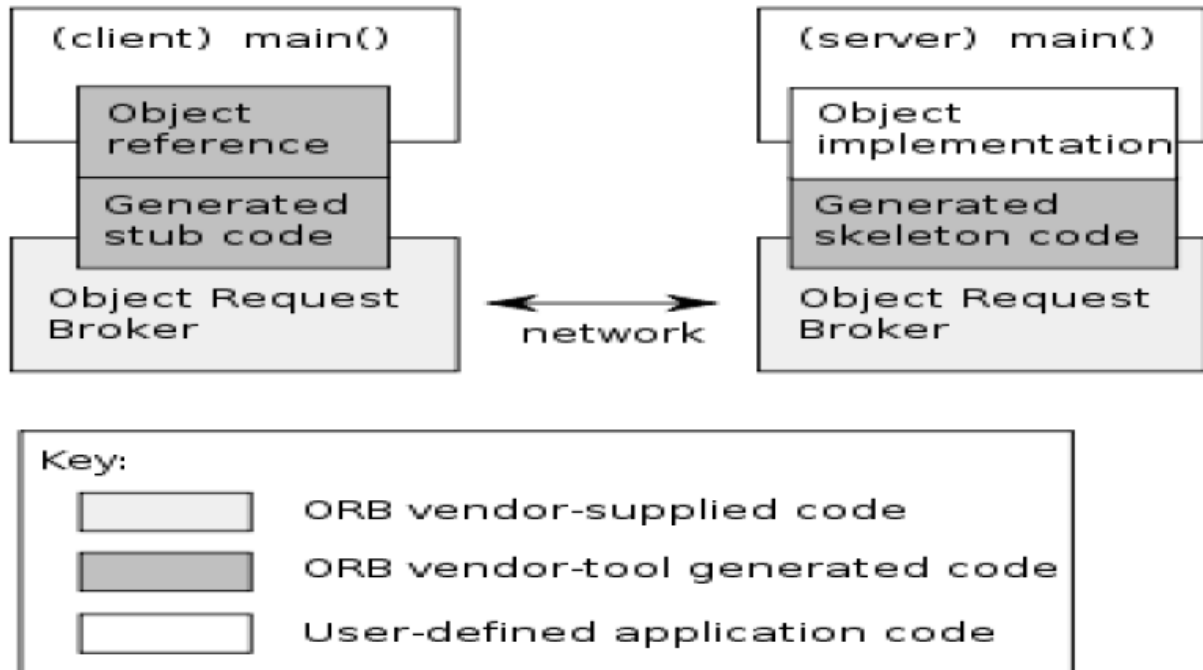 (client) main()
Object
reference
Generated
stub code
Object Request
Broker
network
(server) main()
Object
implementation
Generated
skeleton code
Object Request
Broker
Key:
ORB vendor-supplied code
ORB vendor-tool generated code
User-defined application code